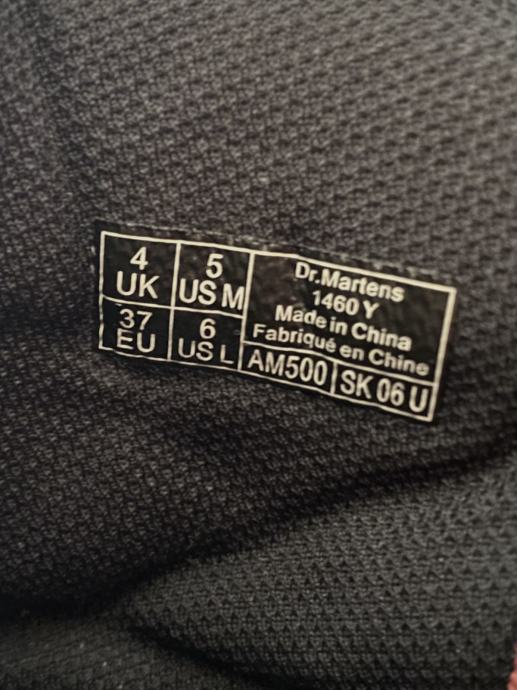 4
UK
5
US M
37
EU
6
US L
Dr.Martens
1460 Y
Made in China
Fabriqué en Chine
AM500
SK 06 U